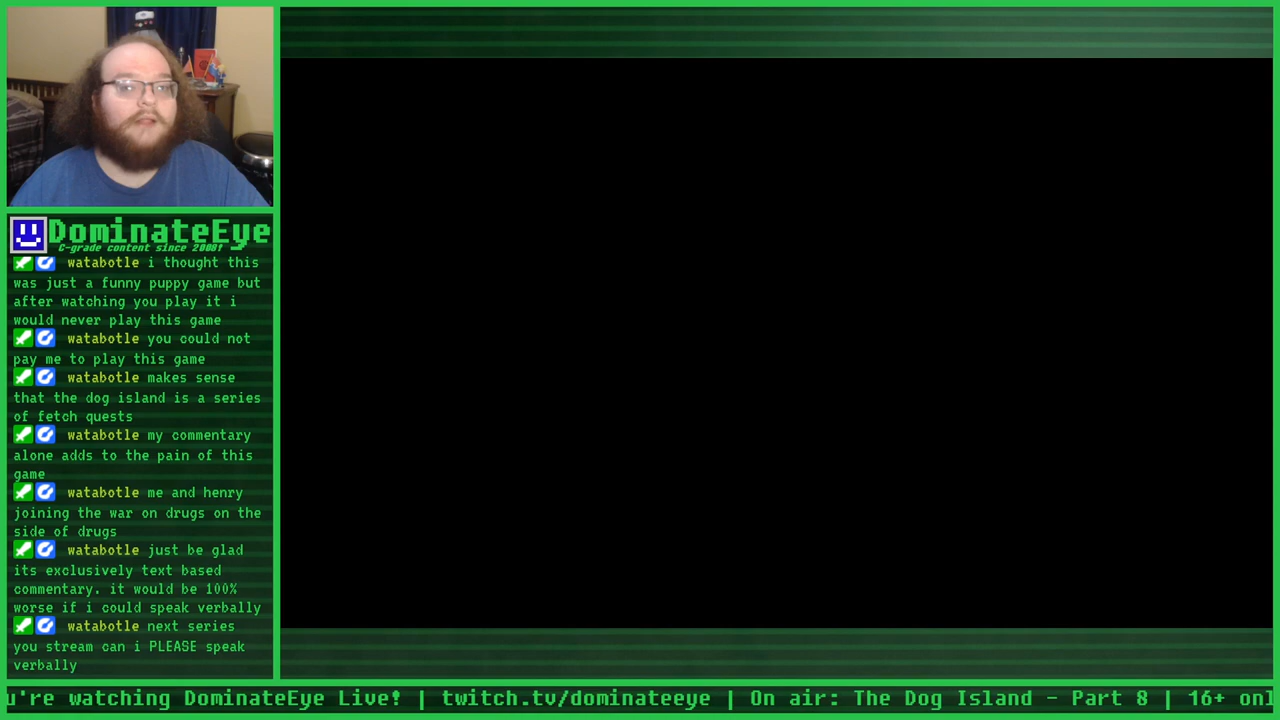 DominateEye
C-grade content since 2008!
watabotle i thought this
was just a funny puppy game but
after watching you play it i
would never play this game
watabotle you could not
pay me to play this game
watabotle makes sense
that the dog island is a series
of fetch quests
watabotle my commentary
alone adds to the pain of this
game
watabotle me and henry
joining the war on drugs on the
side of drugs
watabotle just be glad
its exclusively text based
commentary. it would be 100%
worse if i could speak verbally
watabotle next series
you stream can i PLEASE speak
verbally
u're watching DominateEye Live! | twitch.tv/dominateeye | On air: The Dog Island - Part 8 | 16+ onl